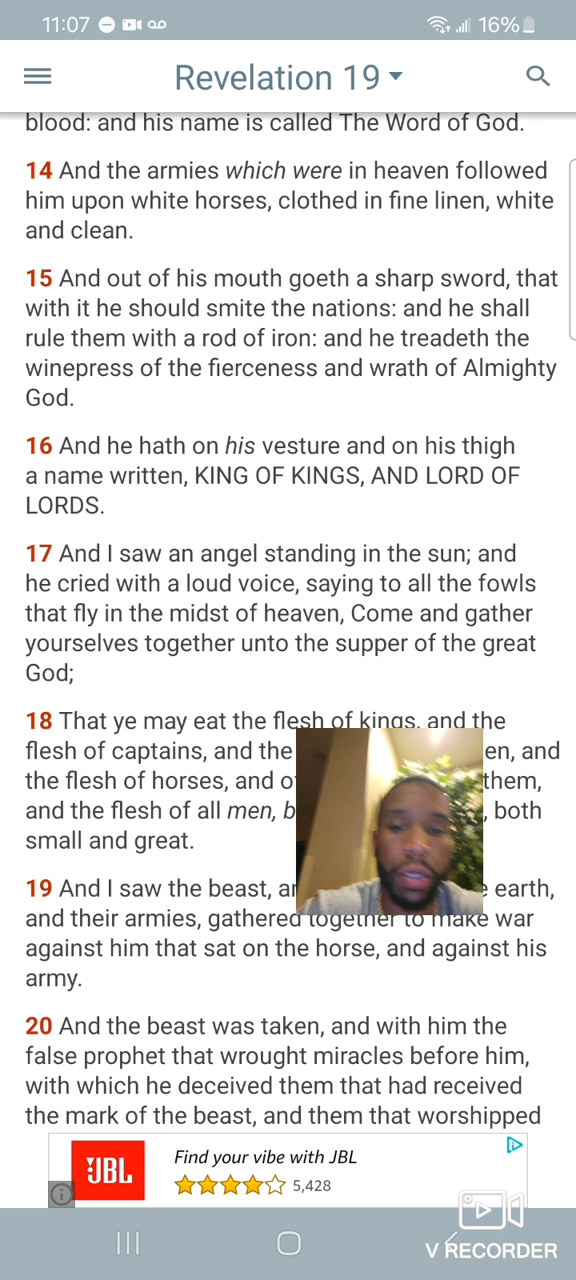 11:07 16%
Revelation 19
blood: and his name is called The Word of God.
14 And the armies which were in heaven followed
him upon white horses, clothed in fine linen, white
and clean.
15 And out of his mouth goeth a sharp sword, that
with it he should smite the nations: and he shall
rule them with a rod of iron: and he treadeth the
winepress of the fierceness and wrath of Almighty
God.
16 And he hath on his vesture and on his thigh
a name written, KING OF KINGS, AND LORD OF
LORDS.
17 And I saw an angel standing in the sun; and
he cried with a loud voice, saying to all the fowls
that fly in the midst of heaven, Come and gather
yourselves together unto the supper of the great
God;
18 That ye may eat the flesh of kings, and the
flesh of captains, and the en, and
the flesh of horses, and o them,
and the flesh of all men, b , both
small and great.
19 And I saw the beast, ar e earth,
and their armies, gathered together to make war
against him that sat on the horse, and against his
army.
20 And the beast was taken, and with him the
false prophet that wrought miracles before him,
with which he deceived them that had received
the mark of the beast, and them that worshipped
JBL
Find your vibe with JBL
5,428
V RECORDER